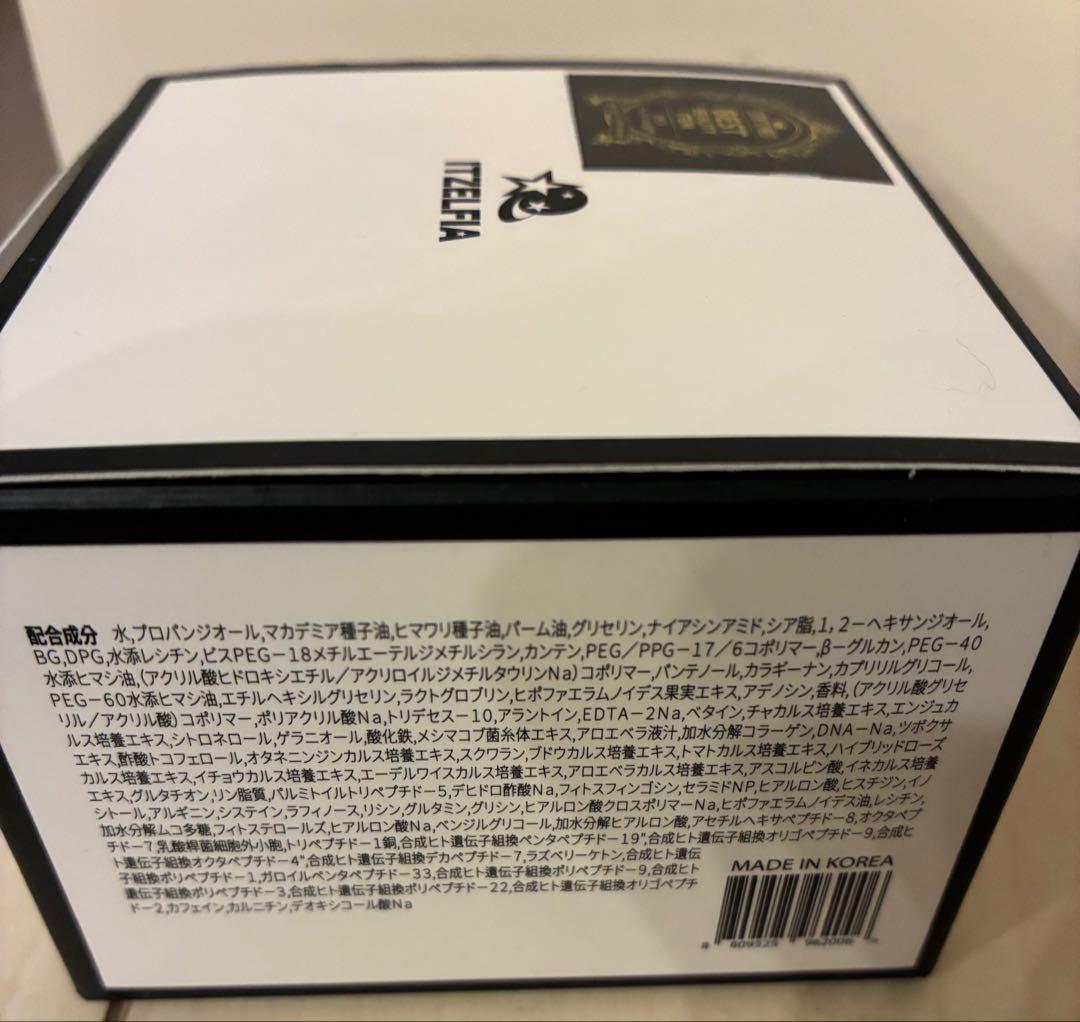 ITZELFIA
BEST
配合成分 水,プロパンジオール,マカデミア種子油,ヒマワリ種子油,パーム油,グリセリン,ナイアシンアミド,シア脂,1,2-ヘキサンジオール,
BG,DPG,水添レシチン,ビスPEG-18メチルエーテルジメチルシラン,カンテン,PEG/PPG-17/6コポリマー,β-グルカン,PEG-40
水添ヒマシ油,(アクリル酸ヒドロキシエチル/アクリロイルジメチルタウリンNa)コポリマー,パンテノール,カラギーナン,カプリリルグリコール,
PEG-60水添ヒマシ油,エチルヘキシルグリセリン,ラクトグロブリン,ヒポファエラムノイデス果実エキス,アデノシン,香料,(アクリル酸グリセ
リル/アクリル酸)コポリマー,ポリアクリル酸Na,トリデセス-10,アラントイン,EDTA-2Na,ベタイン,チャカルス培養エキス,エンジュカ
ルス培養エキス,シトロネロール,ゲラニオール,酸化鉄,メシマコブ菌糸体エキス,アロエベラ液汁,加水分解コラーゲン,DNA-Na,ツボクサ
エキス,酢酸トコフェロール,オタネニンジンカルス培養エキス,スクワラン,ブドウカルス培養エキス,トマトカルス培養エキス,ハイブリッドローズ
カルス培養エキス,イチョウカルス培養エキス,エーデルワイスカルス培養エキス,アロエベラカルス培養エキス,アスコルビン酸,イネカルス培養
エキス,グルタチオン,リン脂質,パルミトイルトリペプチド-5,デヒドロ酢酸Na,フィトスフィンゴシン,セラミドNP,ヒアルロン酸,ヒスチジン,イノ
シトール,アルギニン,システイン,ラフィノース,リシン,グルタミン,グリシン,ヒアルロン酸クロスポリマーNa,ヒポファエラムノイデス油,レシチン,
加水分解ムコ多糖,フィトステロールズ,ヒアルロン酸Na,ベンジルグリコール,加水分解ヒアルロン酸,アセチルヘキサペプチド-8,オクタペプ
チド-7,乳酸桿菌細胞外小胞,トリペプチド-1銅,合成ヒト遺伝子組換ペンタペプチド-19",合成ヒト遺伝子組換オリゴペプチド-9,合成ヒ
ト遺伝子組換オクタペプチド-4",合成ヒト遺伝子組換デカペプチド-7,ラズベリーケトン,合成ヒト遺伝
子組換ポリペプチド-1,ガロイルペンタペプチド-33,合成ヒト遺伝子組換ポリペプチド-9,合成ヒト
遺伝子組換ポリペプチド-3,合成ヒト遺伝子組換ポリペプチド-22,合成ヒト遺伝子組換オリゴペプチ
ド-2,カフェイン,カルニチン,デオキシコール酸Na
MADE IN KOREA
8 809525 962006